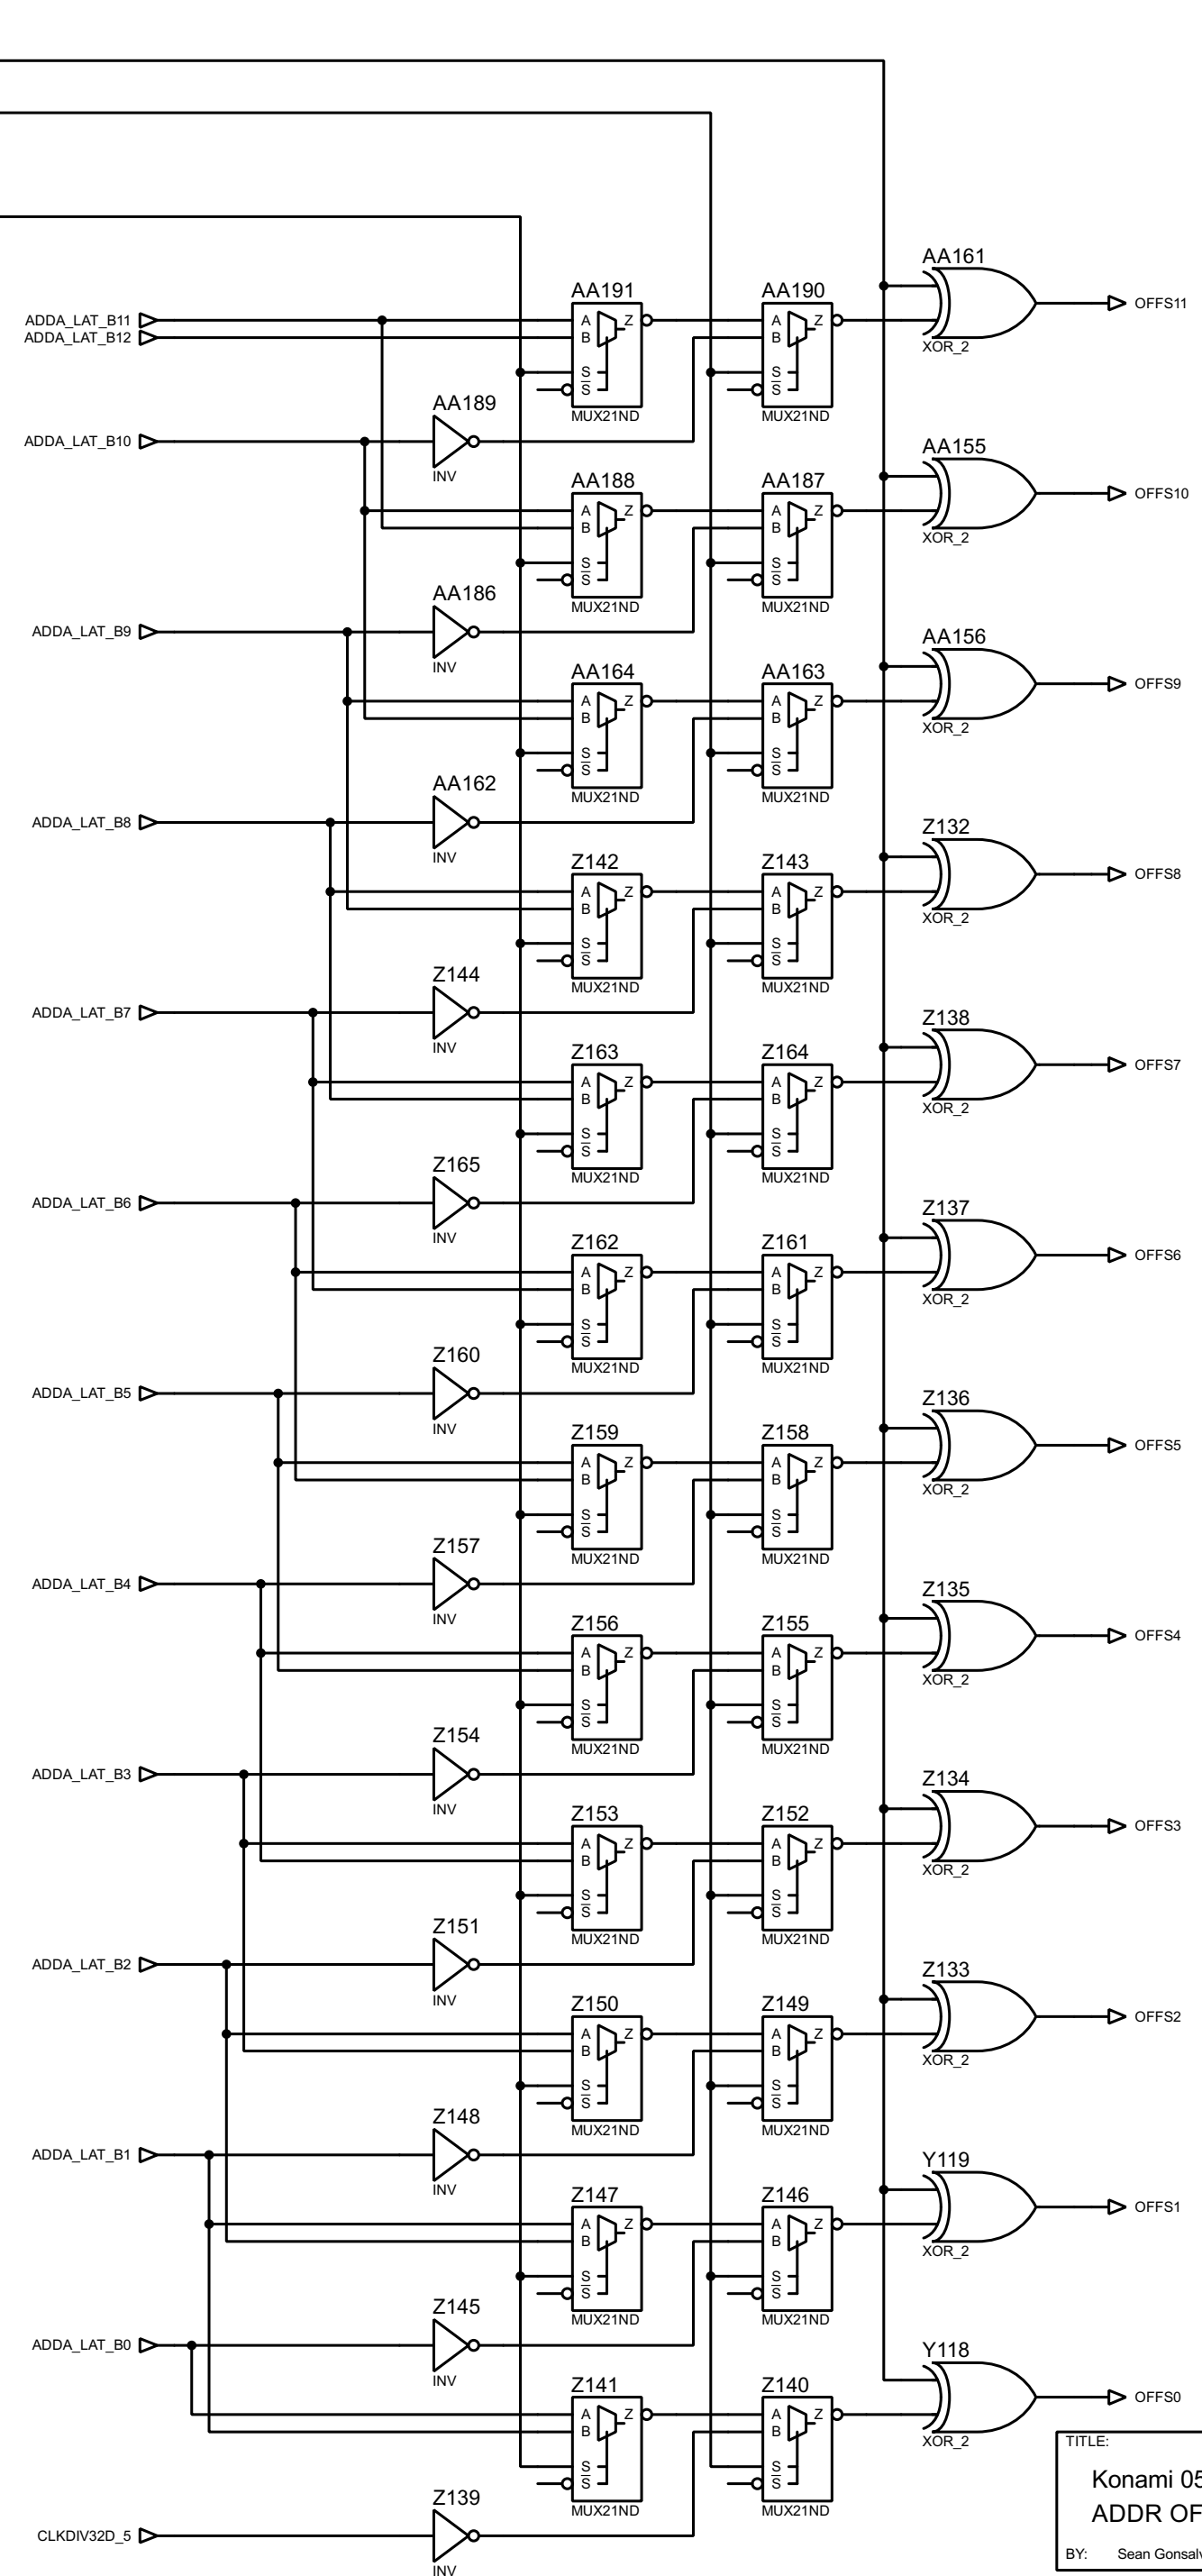 AA161
AA191 AA190
ADDA_LAT_B11 A Z A Z OFFS11
ADDA_LAT_B12 B B
XOR_2
S S
S S
AA189 MUX21ND MUX21ND
ADDA_LAT_B10 AA155
INV AA188 AA187
A Z A Z OFFS10
B B
XOR_2
S S
S S
AA186 MUX21ND MUX21ND
ADDA_LAT_B9 AA156
INV AA164 AA163
A Z A Z OFFS9
B B
XOR_2
S S
S S
AA162 MUX21ND MUX21ND
ADDA_LAT_B8 Z132
INV Z142 Z143
A Z A Z OFFS8
B B
XOR_2
S S
S S
Z144 MUX21ND MUX21ND
ADDA_LAT_B7 Z138
INV Z163 Z164
A Z A Z OFFS7
B B
XOR_2
S S
S S
Z165 MUX21ND MUX21ND
ADDA_LAT_B6 Z137
INV Z162 Z161
A Z A Z OFFS6
B B
XOR_2
S S
S S
Z160 MUX21ND MUX21ND
ADDA_LAT_B5 Z136
INV Z159 Z158
A Z A Z OFFS5
B B
XOR_2
S S
S S
Z157 MUX21ND MUX21ND
ADDA_LAT_B4 Z135
INV Z156 Z155
A Z A Z OFFS4
B B
XOR_2
S S
S S
Z154 MUX21ND MUX21ND
ADDA_LAT_B3 Z134
INV Z153 Z152
A Z A Z OFFS3
B B
XOR_2
S S
S S
Z151 MUX21ND MUX21ND
ADDA_LAT_B2 Z133
INV Z150 Z149
A Z A Z OFFS2
B B
XOR_2
S S
S S
Z148 MUX21ND MUX21ND
ADDA_LAT_B1 Y119
INV Z147 Z146
A Z A Z OFFS1
B B
XOR_2
S S
S S
Z145 MUX21ND MUX21ND
ADDA_LAT_B0 Y118
INV Z141 Z140
A Z A Z OFFS0
B B
XOR_2
S S
S S
Z139 MUX21ND MUX21ND
CLKDIV32D_5
INV
TITLE:
Konami 05
ADDR OF
BY: Sean Gonsalv